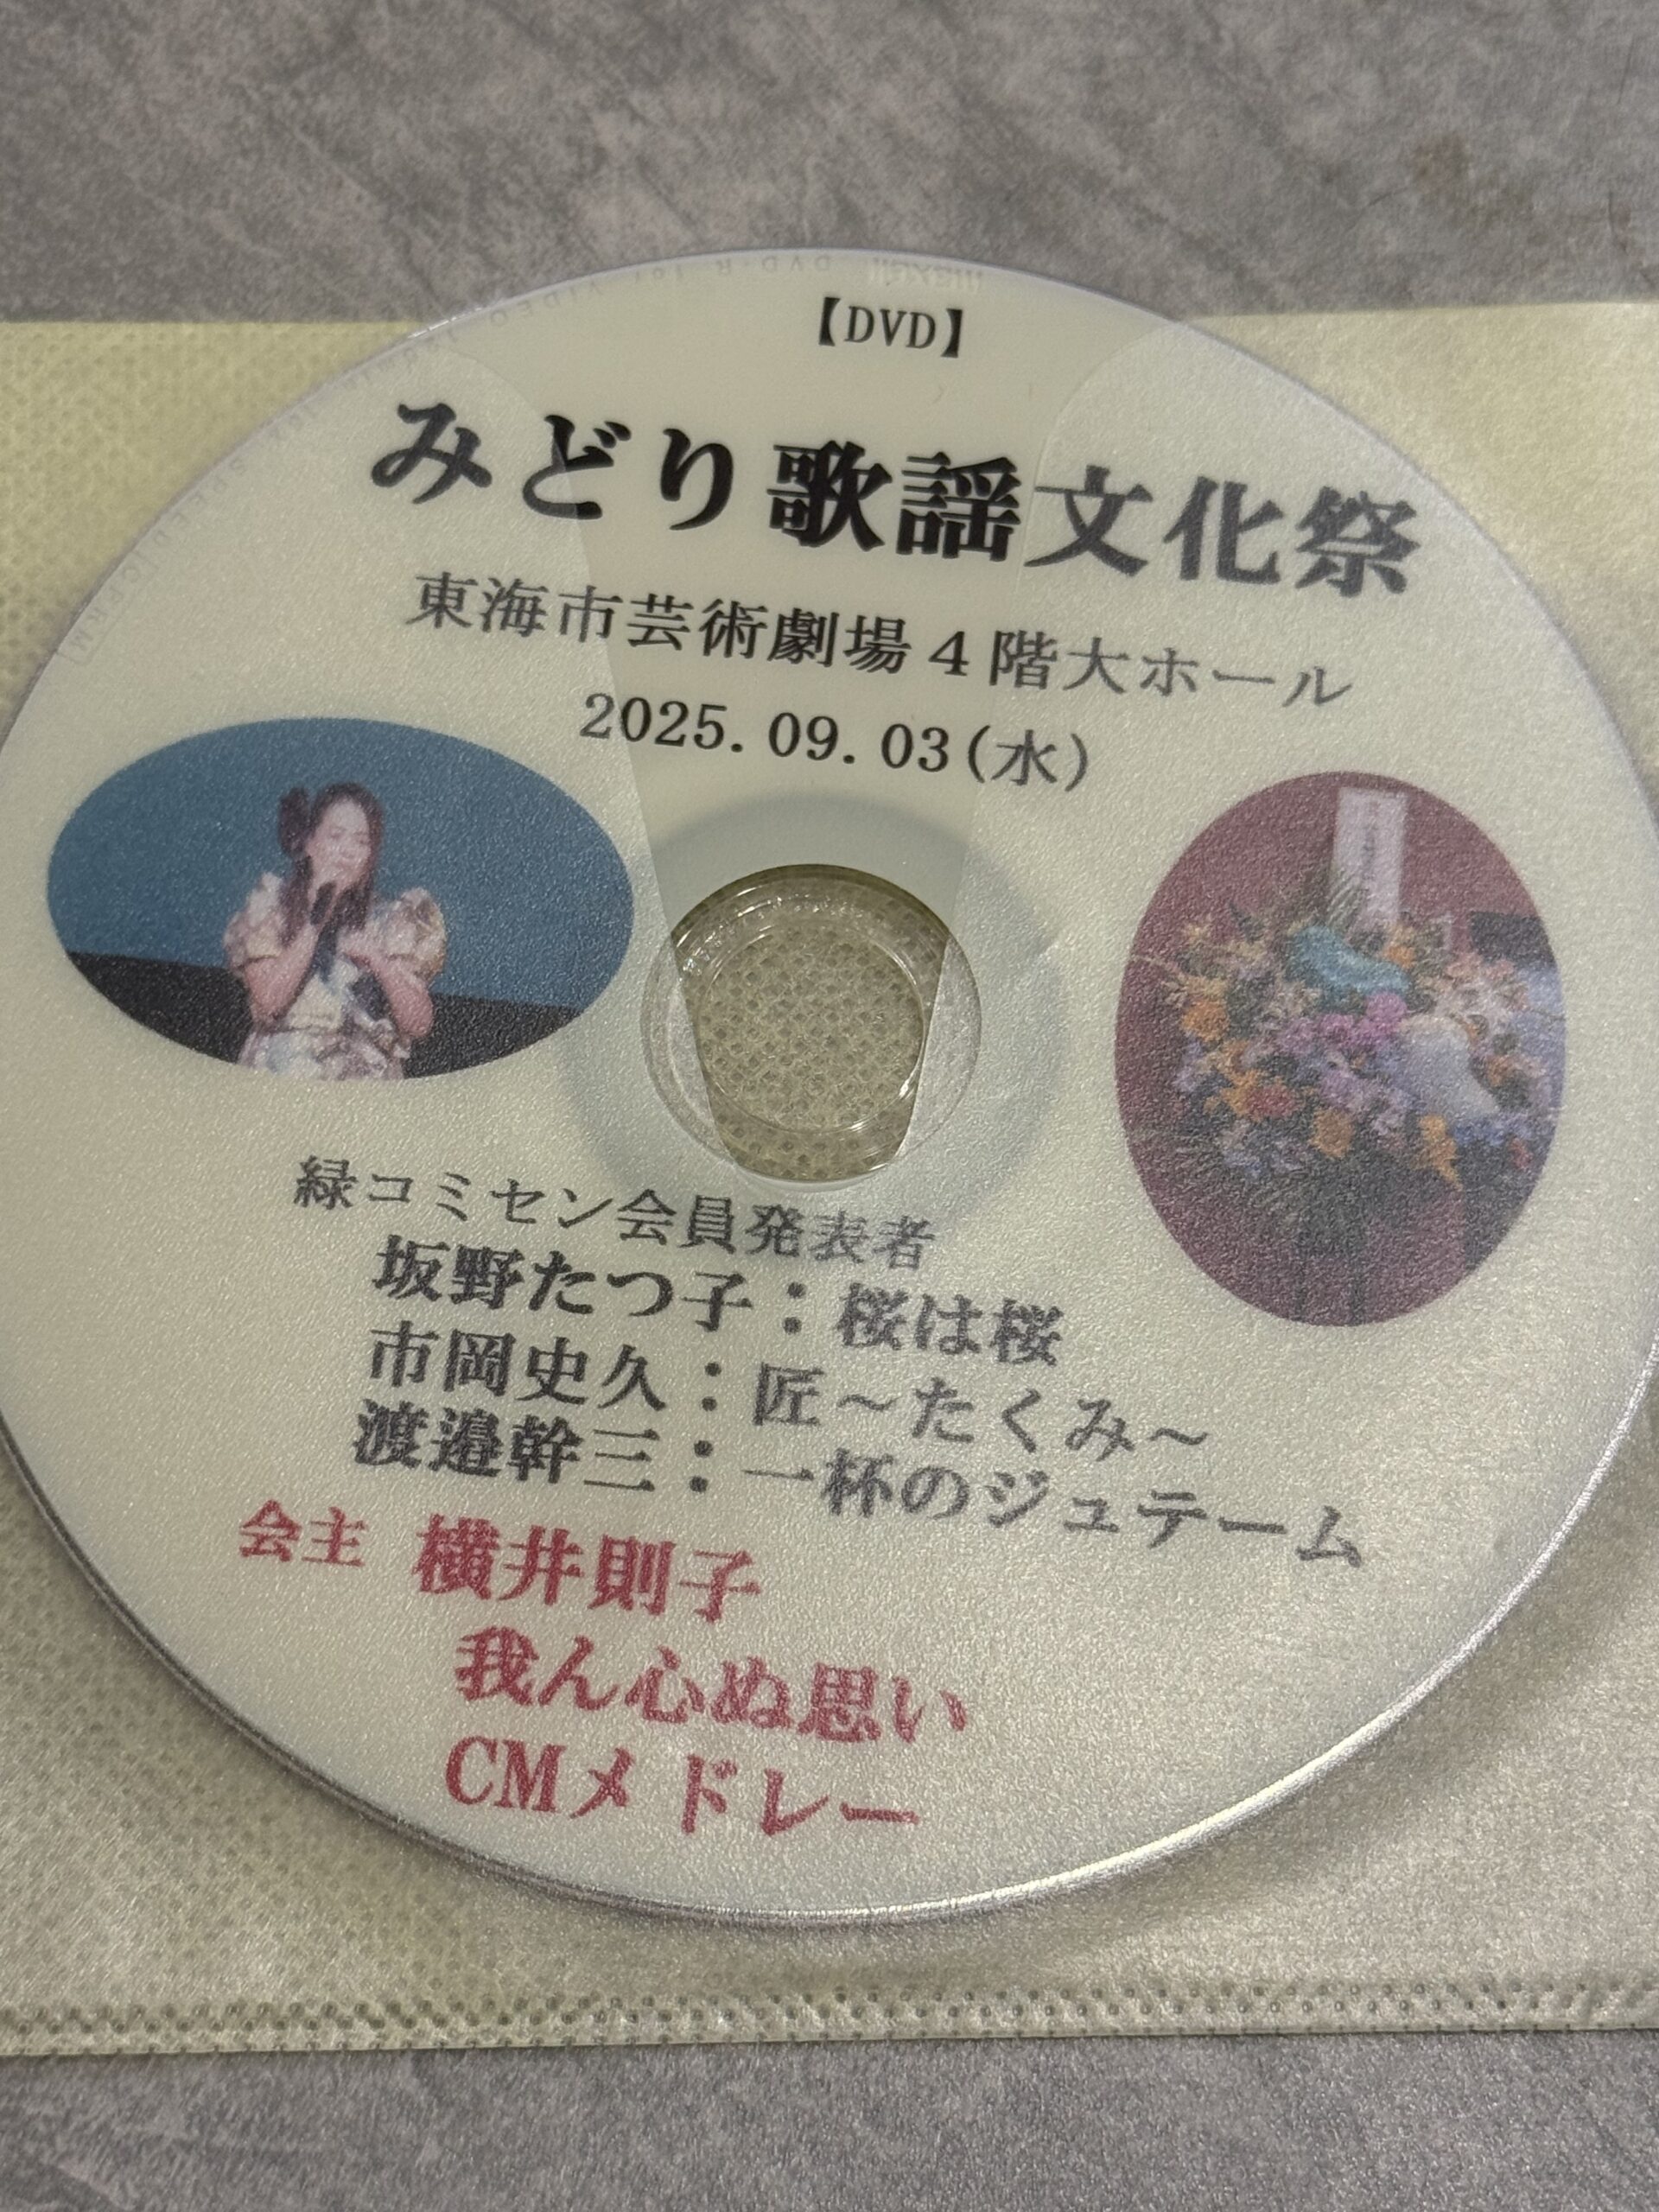 【DVD】
みどり歌謡文化祭
東海市芸術劇場４階大ホール
2025.09.03(水)
緑コミセン会員発表者
坂野たつ子：桜は桜
市岡史久：匠～たくみ～
渡邉幹三：一杯のジュテーム
会主 横井則子
我ん心ぬ思い
CMメドレー